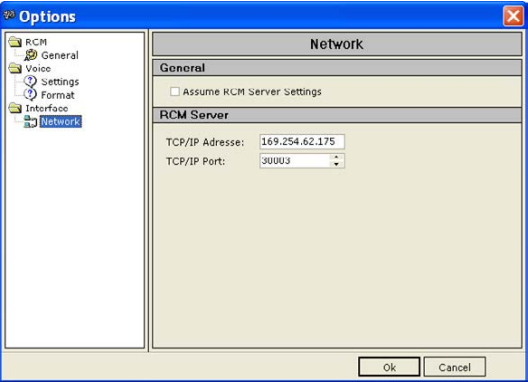 Options
RCM
General
Voice
Settings
Format
Interface
Network
Network
General
Assume RCM Server Settings
RCM Server
TCP/IP Adresse: 169.254.62.175
TCP/IP Port: 30003
Ok Cancel